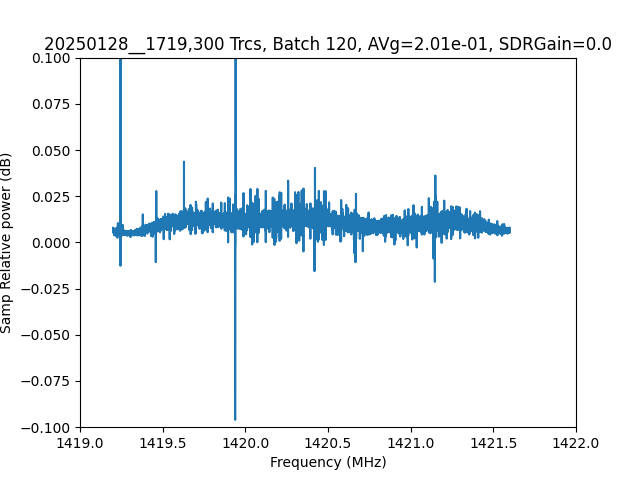 20250128__1719,300 Trcs, Batch 120, AVg=2.01e-01, SDRGain=0.0
0.100
0.075
0.050
0.025
0.000
−0.025
−0.050
−0.075
−0.100
Samp Relative power (dB)
1419.0 1419.5 1420.0 1420.5 1421.0 1421.5 1422.0
Frequency (MHz)